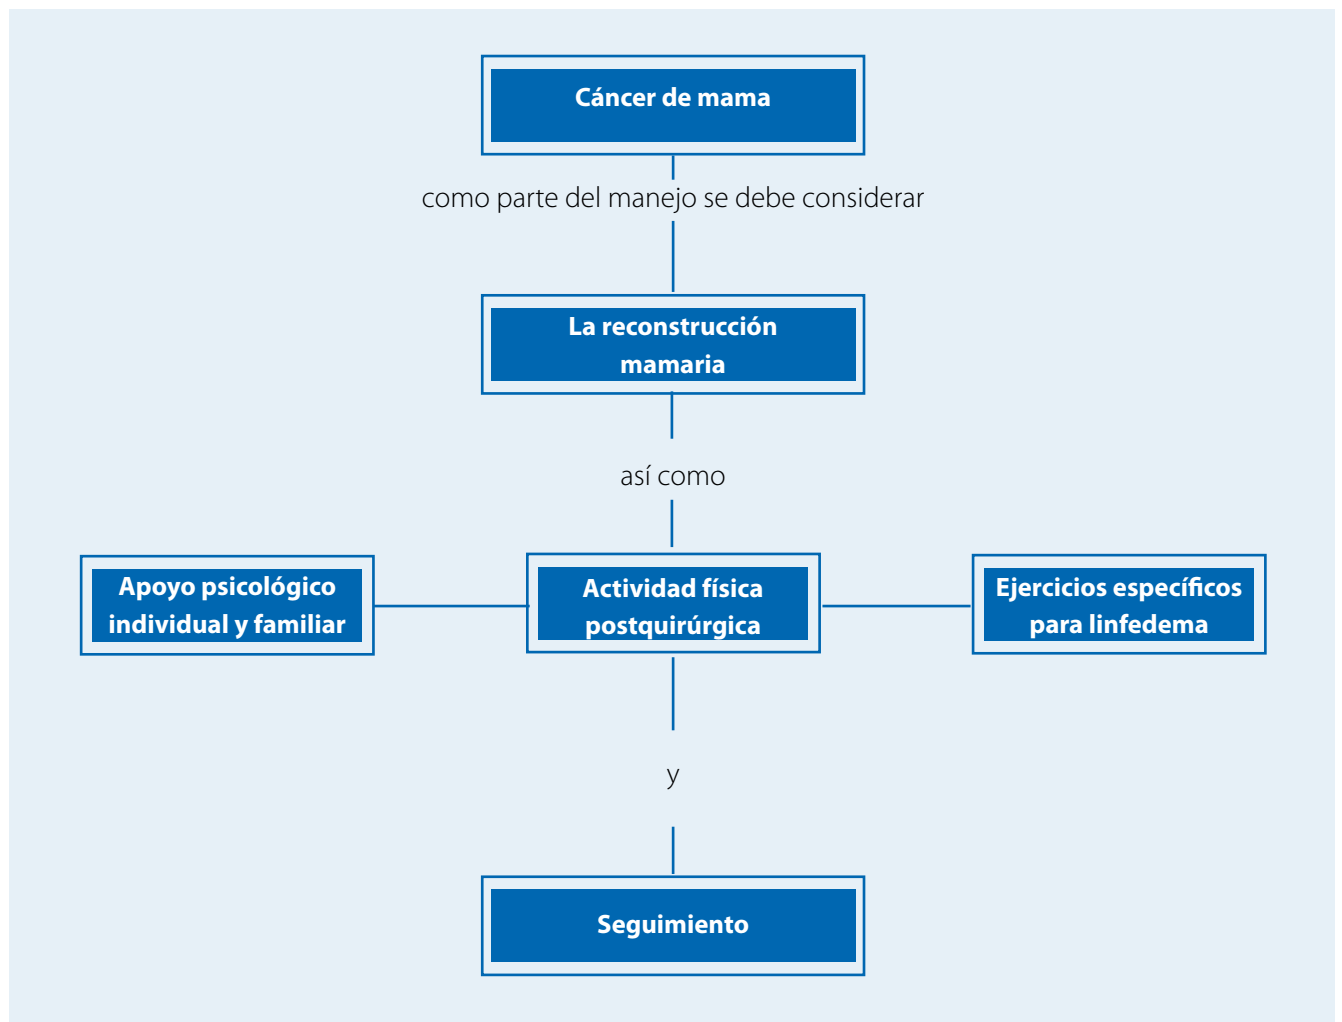 Cáncer de mama
como parte del manejo se debe considerar
La reconstrucción
mamaria
así como
Apoyo psicológico
individual y familiar
Actividad física
postquirúrgica
Ejercicios específicos
para linfedema
y
Seguimiento